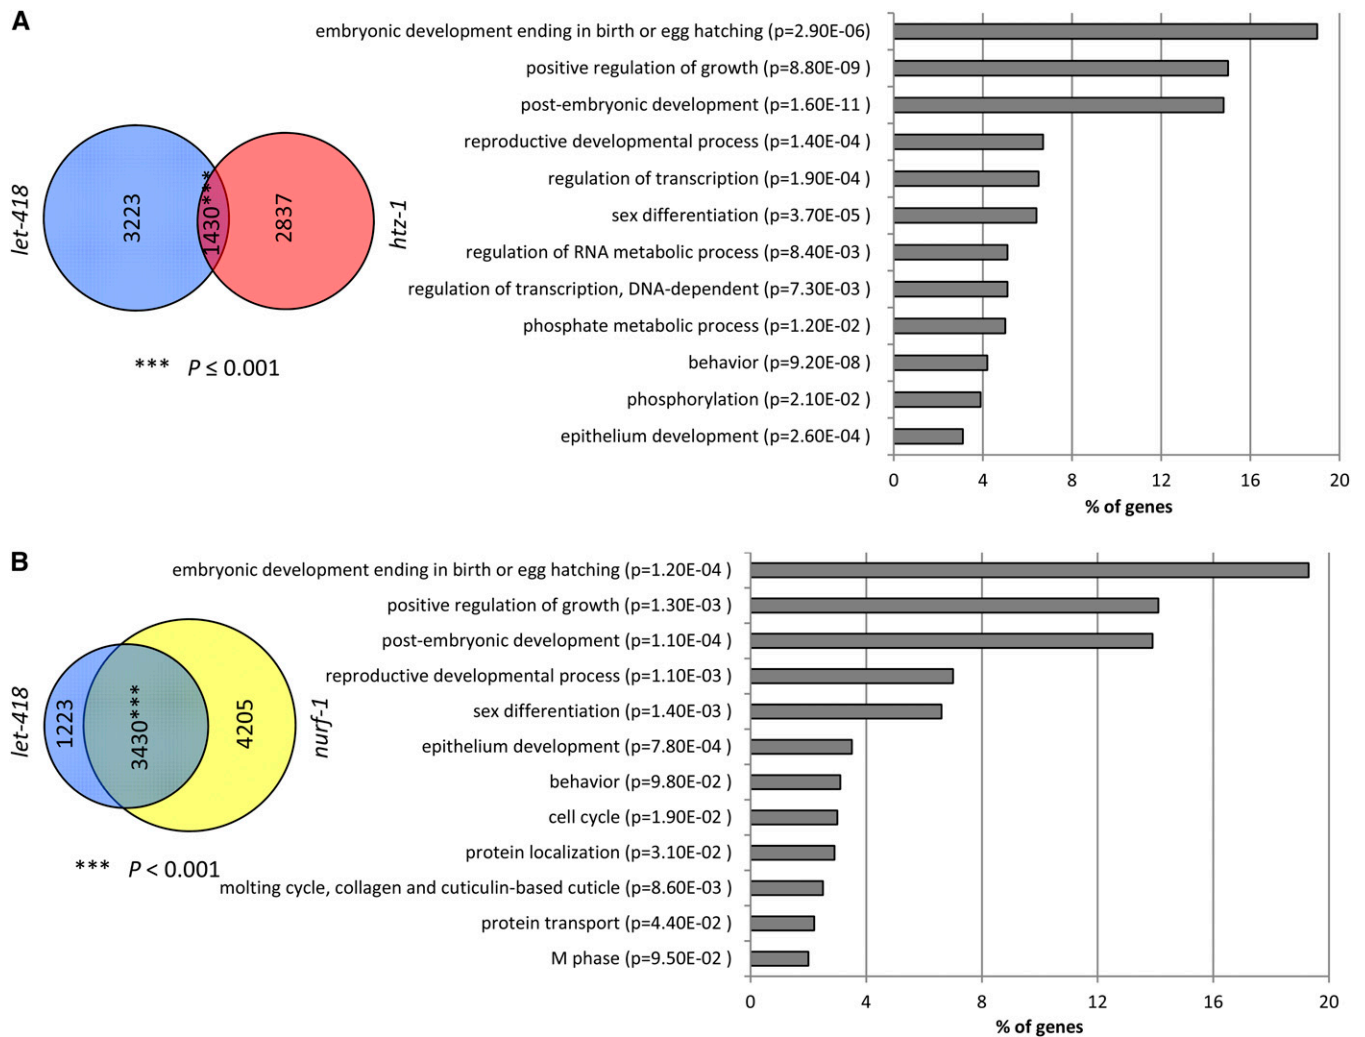 A
embryonic development ending in birth or egg hatching (p=2.90E-06)
positive regulation of growth (p=8.80E-09 )
post-embryonic development (p=1.60E-11 )
reproductive developmental process (p=1.40E-04 )
regulation of transcription (p=1.90E-04 )
sex differentiation (p=3.70E-05 )
regulation of RNA metabolic process (p=8.40E-03 )
regulation of transcription, DNA-dependent (p=7.30E-03 )
phosphate metabolic process (p=1.20E-02 )
behavior (p=9.20E-08 )
phosphorylation (p=2.10E-02 )
epithelium development (p=2.60E-04 )
let-418
3223
1430***
2837
htz-1
*** P ≤ 0.001
0 4 8 12 16 20
% of genes
B
embryonic development ending in birth or egg hatching (p=1.20E-04 )
positive regulation of growth (p=1.30E-03 )
post-embryonic development (p=1.10E-04 )
reproductive developmental process (p=1.10E-03 )
sex differentiation (p=1.40E-03 )
epithelium development (p=7.80E-04 )
behavior (p=9.80E-02 )
cell cycle (p=1.90E-02 )
protein localization (p=3.10E-02 )
molting cycle, collagen and cuticulin-based cuticle (p=8.60E-03 )
protein transport (p=4.40E-02 )
M phase (p=9.50E-02 )
let-418
1223
3430***
4205
nurf-1
*** P < 0.001
0 4 8 12 16 20
% of genes